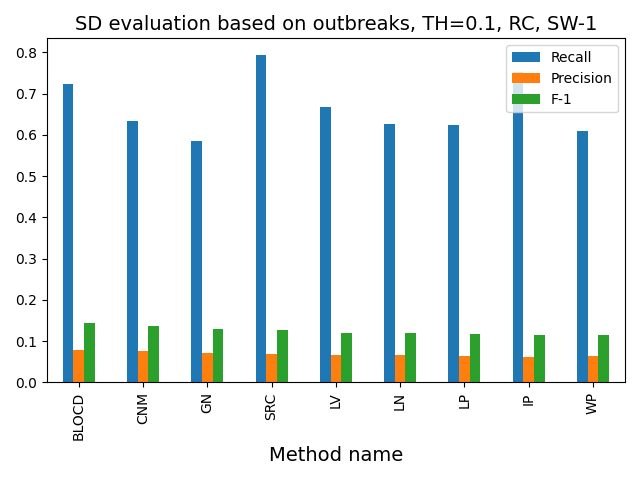 SD evaluation based on outbreaks, TH=0.1, RC, SW-1
Recall
Precision
F-1
0.8
0.7
0.6
0.5
0.4
0.3
0.2
0.1
0.0
BLOCD
CNM
GN
SRC
LV
LN
LP
IP
WP
Method name